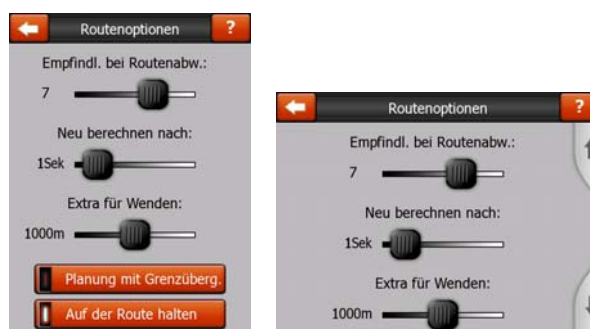 Routenoptionen ?
Empfindl. bei Routenabw.:
7
Neu berechnen nach:
1Sek
Extra für Wenden:
1000m
Planung mit Grenzüberg.
Auf der Route halten
Routenoptionen ?
Empfindl. bei Routenabw.:
7
Neu berechnen nach:
1Sek
Extra für Wenden:
1000m